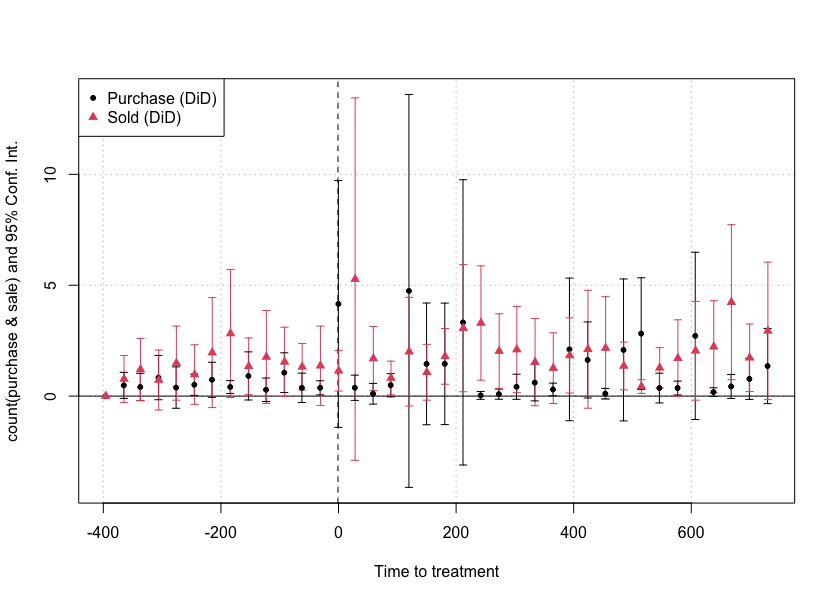 Purchase (DiD)
Sold (DiD)
count(purchase & sale) and 95% Conf. Int.
10
5
0
-400 -200 0 200 400 600
Time to treatment